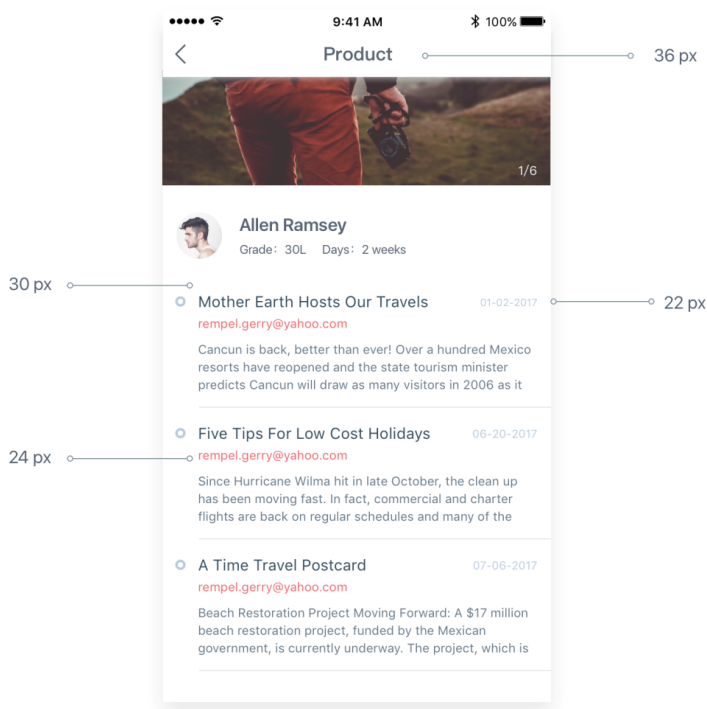 9:41 AM
100%
Product
36 px
1/6
Allen Ramsey
Grade: 30L Days: 2 weeks
30 px
Mother Earth Hosts Our Travels
01-02-2017
22 px
rempel.gerry@yahoo.com
Cancun is back, better than ever! Over a hundred Mexico
resorts have reopened and the state tourism minister
predicts Cancun will draw as many visitors in 2006 as it
Five Tips For Low Cost Holidays
06-20-2017
24 px
rempel.gerry@yahoo.com
Since Hurricane Wilma hit in late October, the clean up
has been moving fast. In fact, commercial and charter
flights are back on regular schedules and many of the
A Time Travel Postcard
07-06-2017
rempel.gerry@yahoo.com
Beach Restoration Project Moving Forward: A $17 million
beach restoration project, funded by the Mexican
government, is currently underway. The project, which is